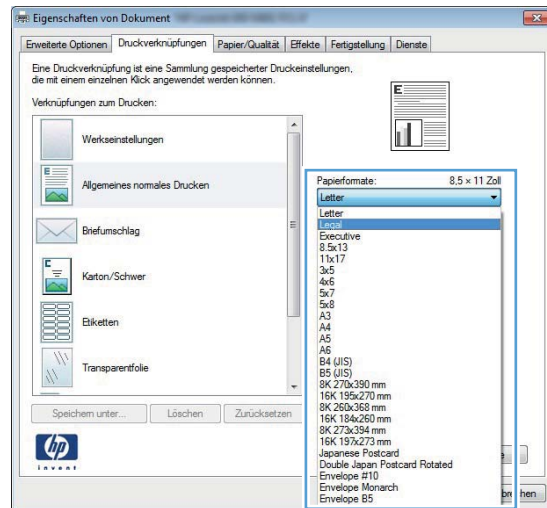 Eigenschaften von Dokument
Erweiterte Optionen Druckverknüpfungen Papier/Qualität Effekte Fertigstellung Dienste
Eine Druckverknüpfung ist eine Sammlung gespeicherter Druckeinstellungen,
die mit einem einzelnen Klick angewendet werden können.
Verknüpfungen zum Drucken:
Werkseinstellungen
Allgemeines normales Drucken
Briefumschlag
Karton/Schwer
Etiketten
Transparentfolie
Speichern unter... Löschen Zurücksetzen
hp
invent
E
E
C
Papierformate: 8,5 × 11 Zoll
Letter
Letter
Legal
Executive
8.5x13
11x17
3x5
4x6
5x7
5x8
A3
A4
A5
A6
B4 (JIS)
B5 (JIS)
8K 270x390 mm
16K 195x270 mm
8K 260x368 mm
16K 184x260 mm
8K 273x394 mm
16K 197x273 mm
Japanese Postcard
Double Japan Postcard Rotated
Envelope #10
Envelope Monarch
Envelope B5